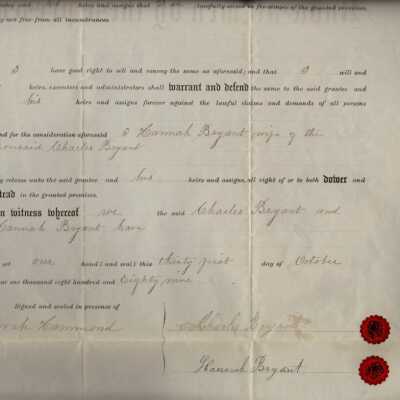 heirs and assigns that
lawfully seized in fee-simple of the granted premises,
free from all incumbrances
I have good right to sell and convey the same as aforesaid; and that I will and
heirs, executors and administrators shall warrant and defend the same to the said grantee and
his heirs and assigns forever against the lawful claims and demands of all persons
nd for the consideration aforesaid I Hannah Bryant wife of the
Charles Bryant
release unto the said grantee and his heirs and assigns, all right of or to both dower and
tead in the granted premises.
n witness whereof we the said Charles Bryant and
Hannah Bryant have
set our hand and seal this thirty first day of October
one thousand eight hundred and Eighty nine
Signed and sealed in presence of
rah Hammond Charles Bryant
Hannah Bryant